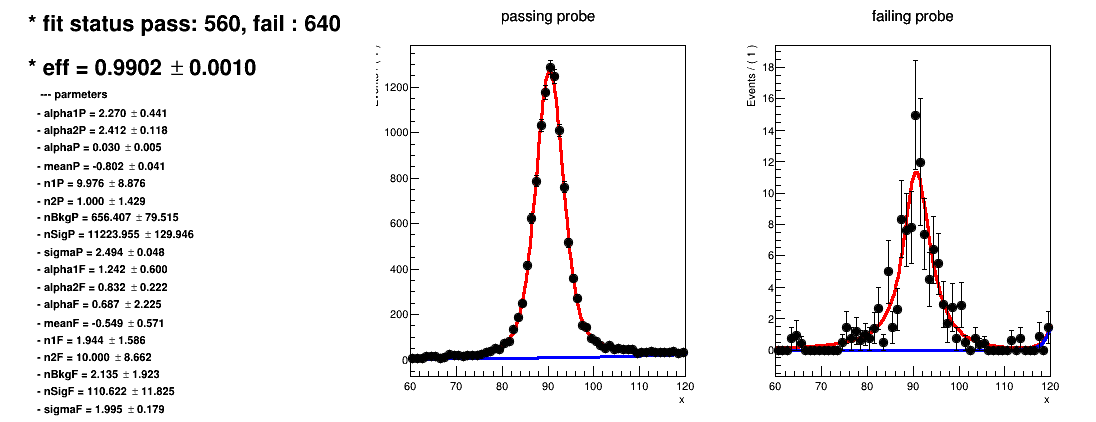 * fit status pass: 560, fail : 640
* eff = 0.9902 ± 0.0010
--- parmeters
- alpha1P = 2.270 ± 0.441
- alpha2P = 2.412 ± 0.118
- alphaP = 0.030 ± 0.005
- meanP = -0.802 ± 0.041
- n1P = 9.976 ± 8.876
- n2P = 1.000 ± 1.429
- nBkgP = 656.407 ± 79.515
- nSigP = 11223.955 ± 129.946
- sigmaP = 2.494 ± 0.048
- alpha1F = 1.242 ± 0.600
- alpha2F = 0.832 ± 0.222
- alphaF = 0.687 ± 2.225
- meanF = -0.549 ± 0.571
- n1F = 1.944 ± 1.586
- n2F = 10.000 ± 8.662
- nBkgF = 2.135 ± 1.923
- nSigF = 110.622 ± 11.825
- sigmaF = 1.995 ± 0.179
passing probe
1200
1000
800
600
400
200
0
60 70 80 90 100 110 120
x
failing probe
Events / ( 1 )
18
16
14
12
10
8
6
4
2
0
60 70 80 90 100 110 120
x